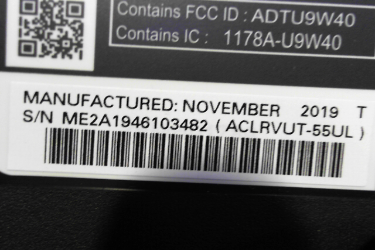 Contains FCC ID : ADTU9W40
Contains IC : 1178A-U9W40
MANUFACTURED: NOVEMBER 2019 T
S/N ME2A1946103482 ( ACLRVUT-55UL )